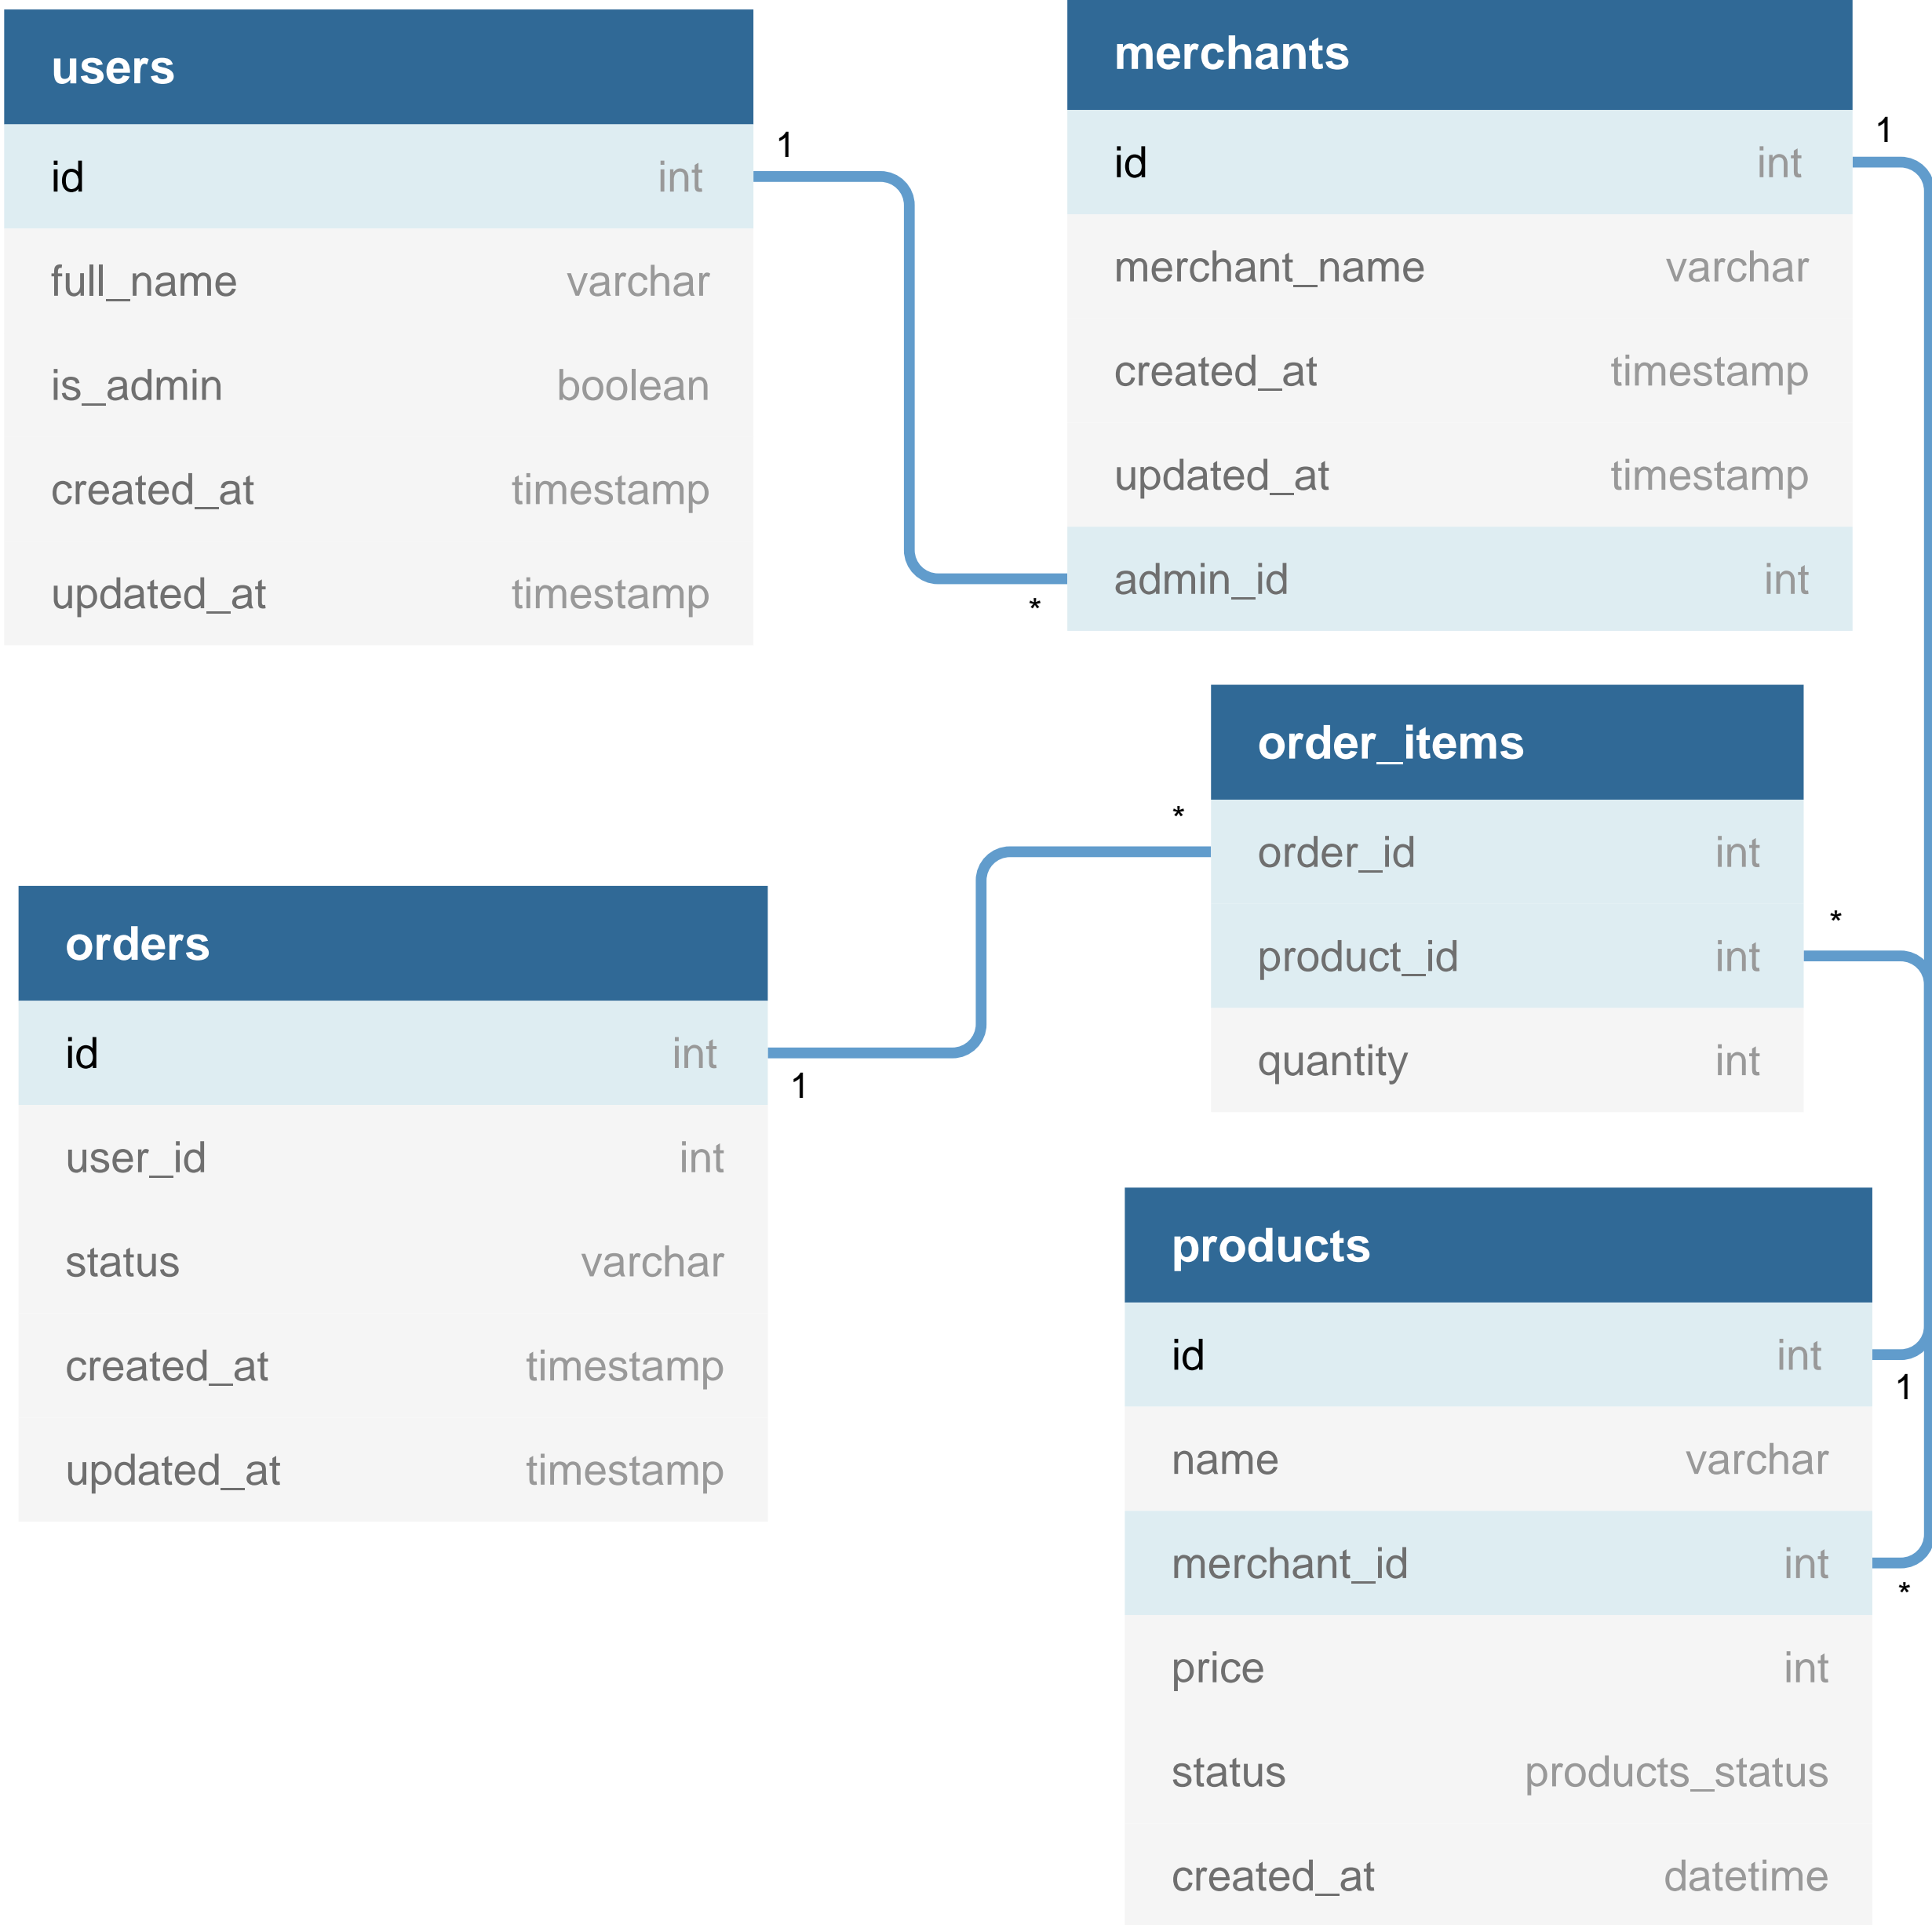 users
id int
full_name varchar
is_admin boolean
created_at timestamp
updated_at timestamp
1
*
merchants
id int
merchant_name varchar
created_at timestamp
updated_at timestamp
admin_id int
1
order_items
order_id int
product_id int
quantity int
*
*
orders
id int
user_id int
status varchar
created_at timestamp
updated_at timestamp
1
products
id int
name varchar
merchant_id int
price int
status products_status
created_at datetime
1
*